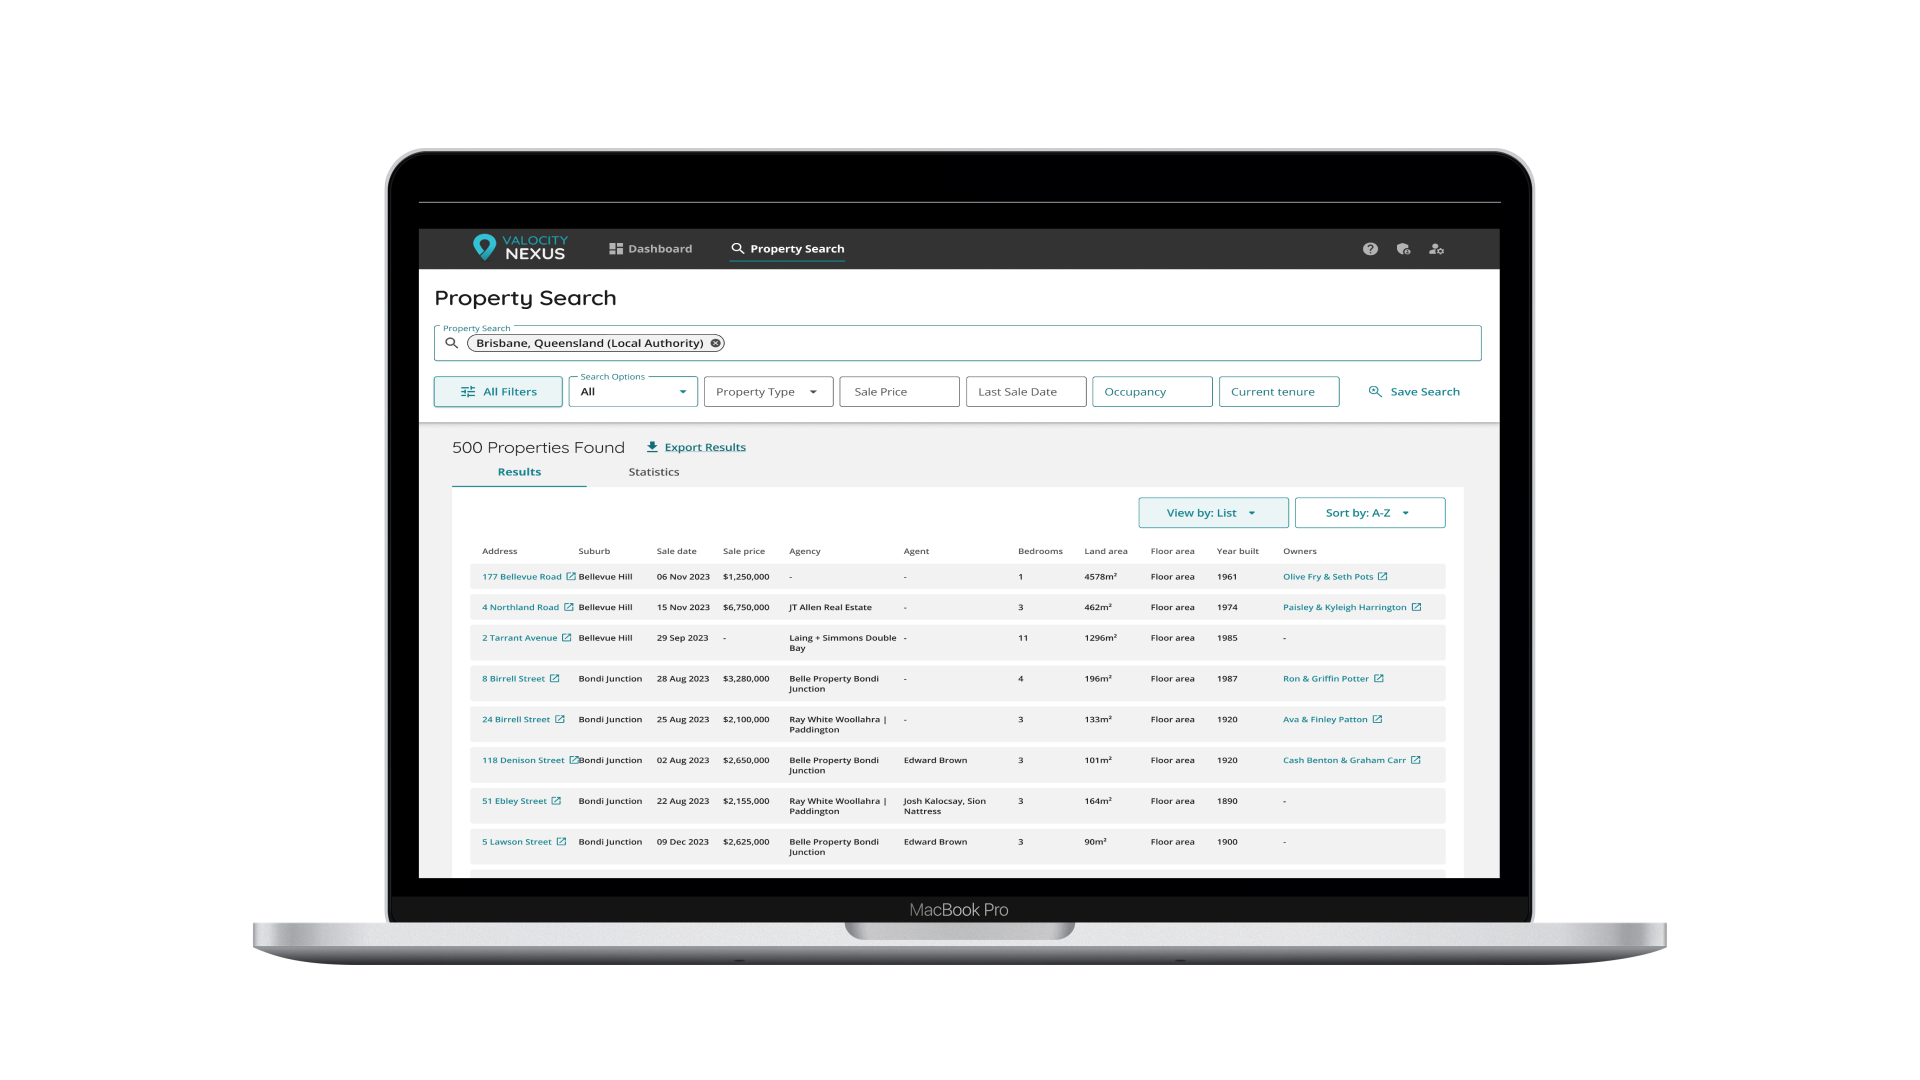 VALOCITY
NEXUS
Dashboard
Property Search
Property Search
Property Search
Brisbane, Queensland (Local Authority)
All Filters
Search Options
All
Property Type
Sale Price
Last Sale Date
Occupancy
Current tenure
Save Search
500 Properties Found
Export Results
Results
Statistics
View by: List
Sort by: A-Z
Address Suburb Sale date Sale price Agency Agent Bedrooms Land area Floor area Year built Owners
177 Bellevue Road Bellevue Hill 06 Nov 2023 $1,250,000 - - 1 4578m² Floor area 1961 Olive Fry & Seth Pots
4 Northland Road Bellevue Hill 15 Nov 2023 $6,750,000 JT Allen Real Estate - 3 462m² Floor area 1974 Paisley & Kyleigh Harrington
2 Tarrant Avenue Bellevue Hill 29 Sep 2023 - Laing + Simmons Double - 11 1296m² Floor area 1985 -
Bay
8 Birrell Street Bondi Junction 28 Aug 2023 $3,280,000 Belle Property Bondi - 4 196m² Floor area 1987 Ron & Griffin Potter
Junction
24 Birrell Street Bondi Junction 25 Aug 2023 $2,100,000 Ray White Woollahra | - 3 133m² Floor area 1920 Ava & Finley Patton
Paddington
118 Denison Street Bondi Junction 02 Aug 2023 $2,650,000 Belle Property Bondi Edward Brown 3 101m² Floor area 1920 Cash Benton & Graham Carr
Junction
51 Ebley Street Bondi Junction 22 Aug 2023 $2,155,000 Ray White Woollahra | Josh Kalocsay, Sion 3 164m² Floor area 1890 -
Paddington Nattress
5 Lawson Street Bondi Junction 09 Dec 2023 $2,625,000 Belle Property Bondi Edward Brown 3 90m² Floor area 1900 -
Junction
MacBook Pro